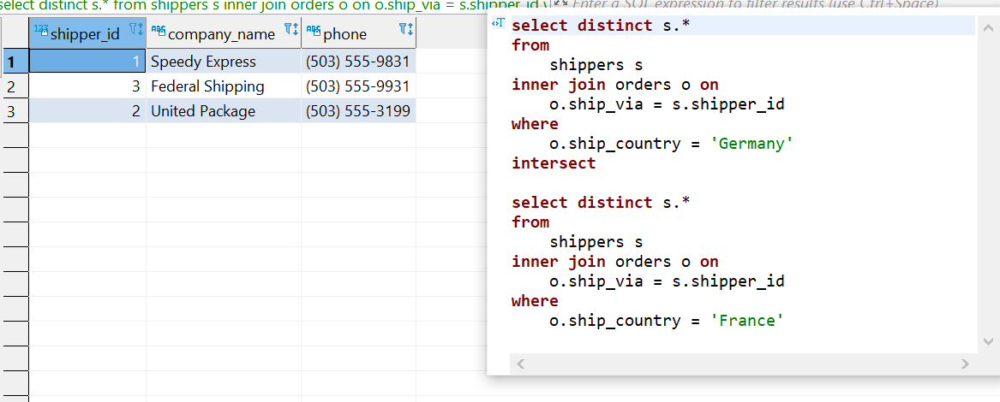 select distinct s.* from shippers s inner join orders o on o.ship_via = s.shipper_id
Enter a SQL expression to filter results (use Ctrl+Space)
123 shipper_id ABC company_name ABC phone
1 1 Speedy Express (503) 555-9831
2 3 Federal Shipping (503) 555-9931
3 2 United Package (503) 555-3199
T
select distinct s.*
from
shippers s
inner join orders o on
o.ship_via = s.shipper_id
where
o.ship_country = 'Germany'
intersect
select distinct s.*
from
shippers s
inner join orders o on
o.ship_via = s.shipper_id
where
o.ship_country = 'France'